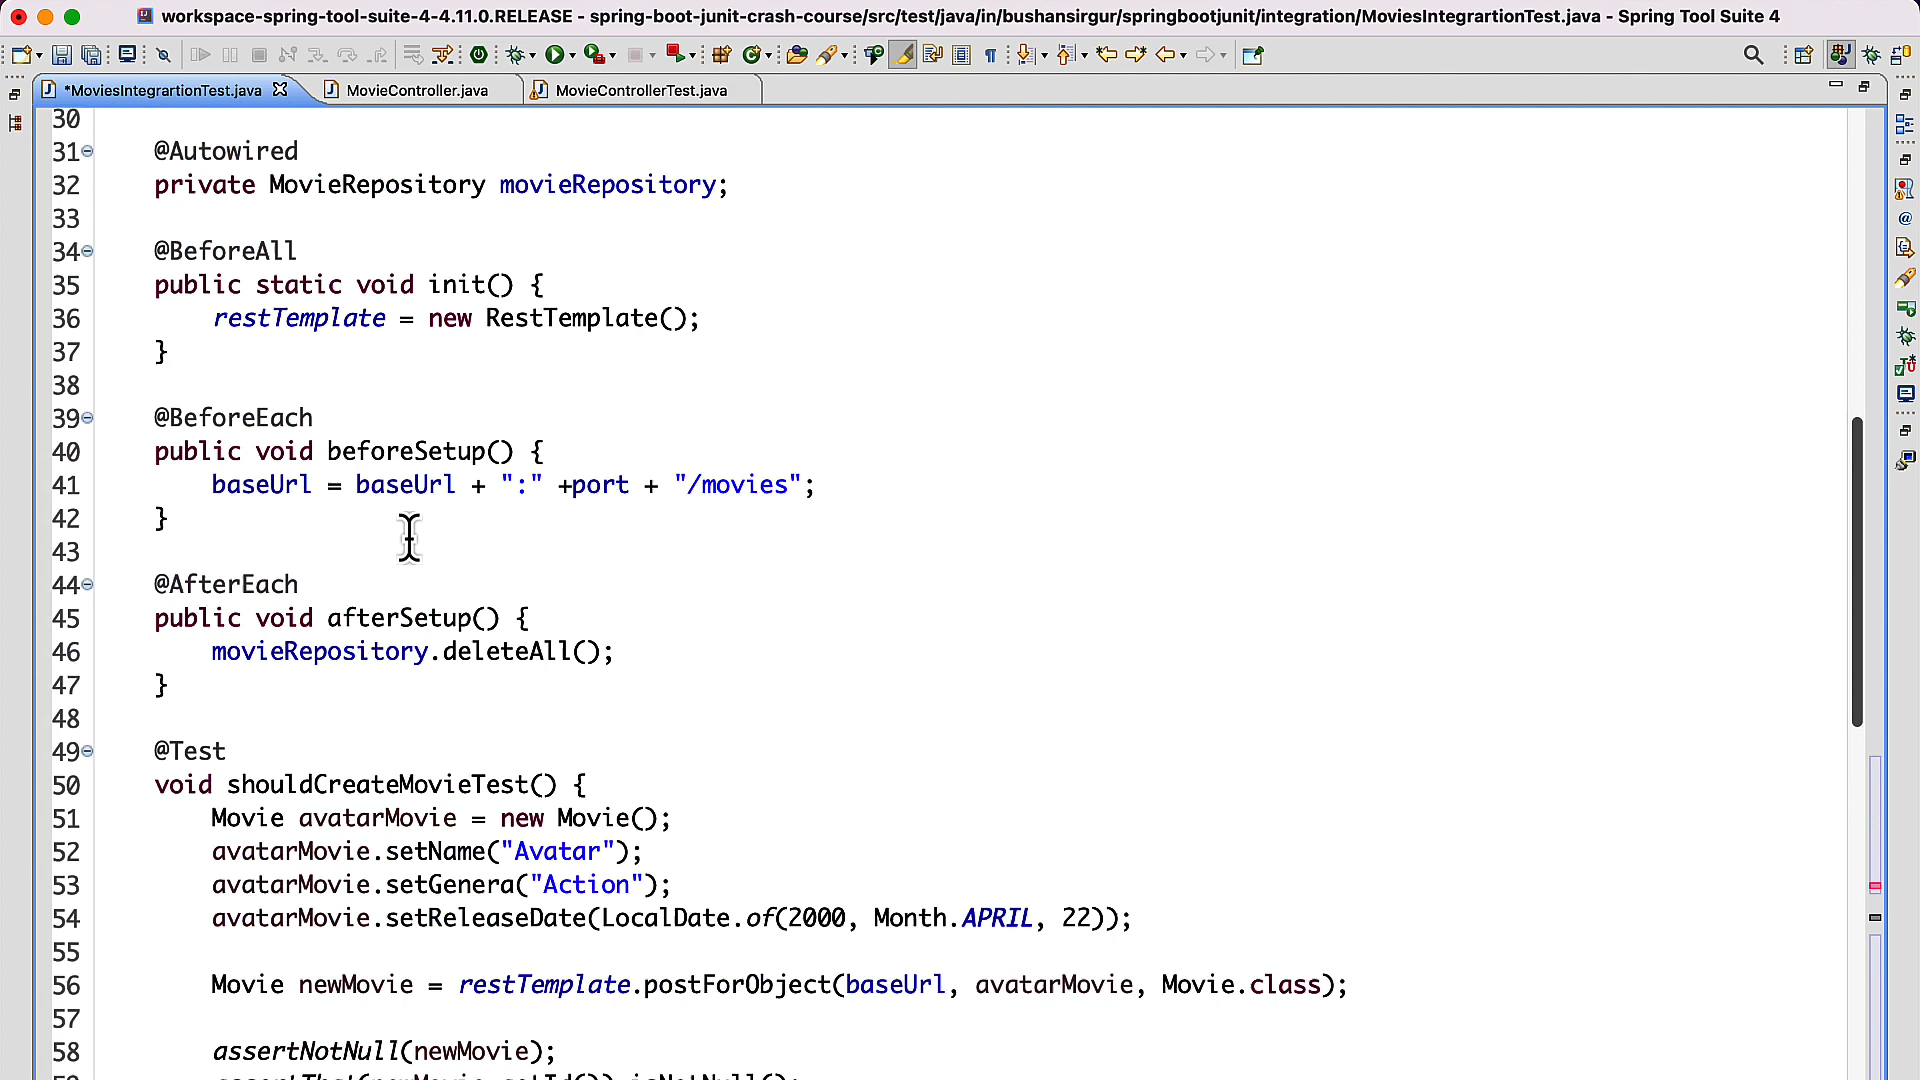 workspace-spring-tool-suite-4-4.11.0.RELEASE - spring-boot-junit-crash-course/src/test/java/in/bushansirgur/springbootjunit/integration/MoviesIntegrartionTest.java - Spring Tool Suite 4
*MoviesIntegrartionTest.java MovieController.java MovieControllerTest.java
30
31 @Autowired
32 private MovieRepository movieRepository;
33
34 @BeforeAll
35 public static void init() {
36 restTemplate = new RestTemplate();
37 }
38
39 @BeforeEach
40 public void beforeSetup() {
41 baseUrl = baseUrl + ":" +port + "/movies";
42 }
43
44 @AfterEach
45 public void afterSetup() {
46 movieRepository.deleteAll();
47 }
48
49 @Test
50 void shouldCreateMovieTest() {
51 Movie avatarMovie = new Movie();
52 avatarMovie.setName("Avatar");
53 avatarMovie.setGenera("Action");
54 avatarMovie.setReleaseDate(LocalDate.of(2000, Month.APRIL, 22));
55
56 Movie newMovie = restTemplate.postForObject(baseUrl, avatarMovie, Movie.class);
57
58 assertNotNull(newMovie);